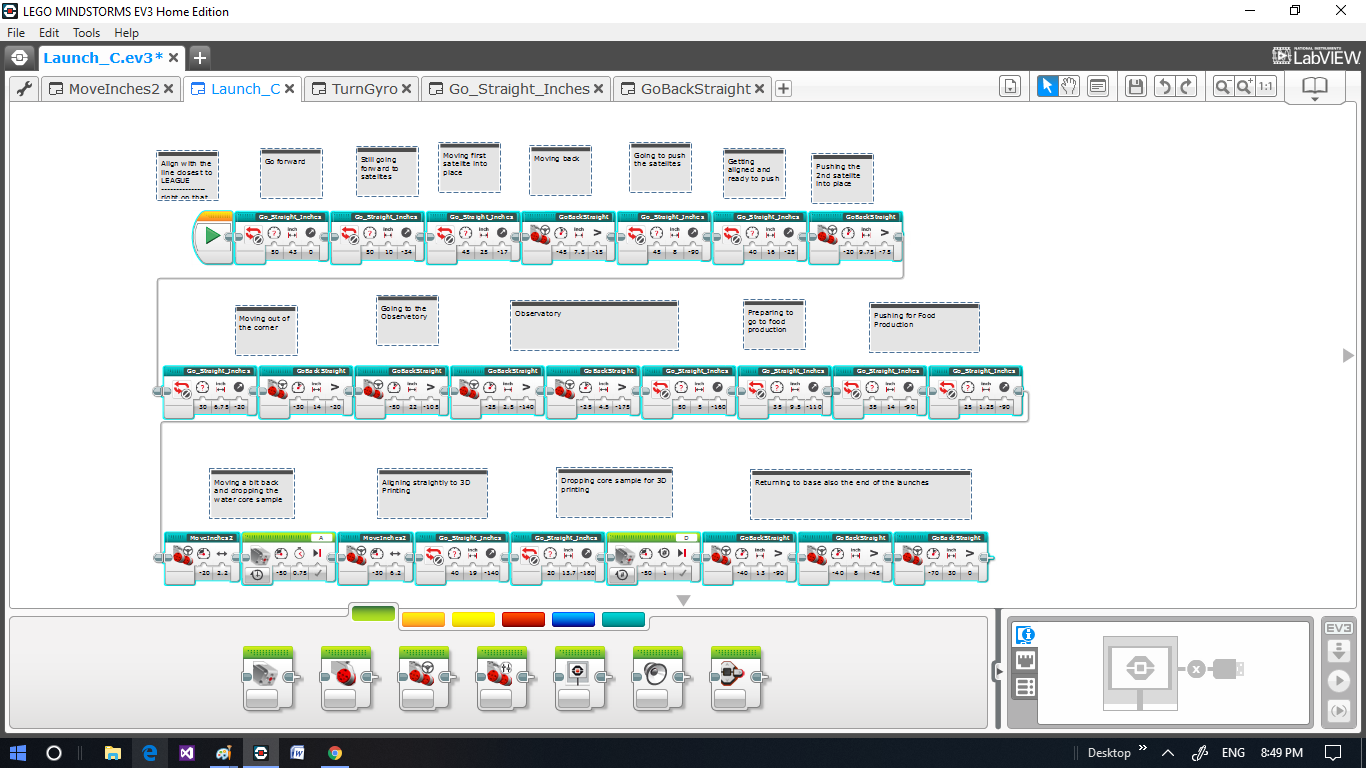 LEGO MINDSTORMS EV3 Home Edition
File Edit Tools Help
Launch_C.ev3*
NATIONAL INSTRUMENTS
LabVIEW
MoveInches2 Launch_C TurnGyro Go_Straight_Inches GoBackStraight
1:1
Align with the
line closest to
LEAGUE
---------------
right on that
Go forward
Still going
forward to
satelites
Moving first
satelite into
place
Moving back
Going to push
the satellites
Getting
aligned and
ready to push
Pushing the
2nd satelite
into place
Go_Straight_Inches Go_Straight_Inches Go_Straight_Inches GoBackStraight Go_Straight_Inches Go_Straight_Inches GoBackStraight
50 43 0 50 10 -34 45 25 -17 -45 7.5 -15 45 8 -90 40 16 -25 -20 9.75 -75
Moving out of
the corner
Going to the
Observetory
Observatory
Preparing to
go to food
production
Pushing for Food
Production
Go_Straight_Inches GoBackStraight GoBackStraight GoBackStraight GoBackStraight Go_Straight_Inches Go_Straight_Inches Go_Straight_Inches Go_Straight_Inches
30 6.75 -20 -30 14 -20 -50 22 -105 -25 2.5 -140 -25 4.5 -175 50 5 -160 35 9.5 -110 35 14 -90 25 1.25 -90
Moving a bit back
and dropping the
water core sample
Aligning straightly to 3D
Printing
Dropping core sample for 3D
printing
Returning to base also the end of the launches
MoveInches2 A MoveInches2 Go_Straight_Inches Go_Straight_Inches D GoBackStraight GoBackStraight GoBackStraight
-20 2.2 -50 0.75 -30 6.2 40 19 -140 20 13.7 -180 -50 1 -40 13 -90 -40 8 -45 -70 30 0
EV3
Desktop ENG 8:49 PM